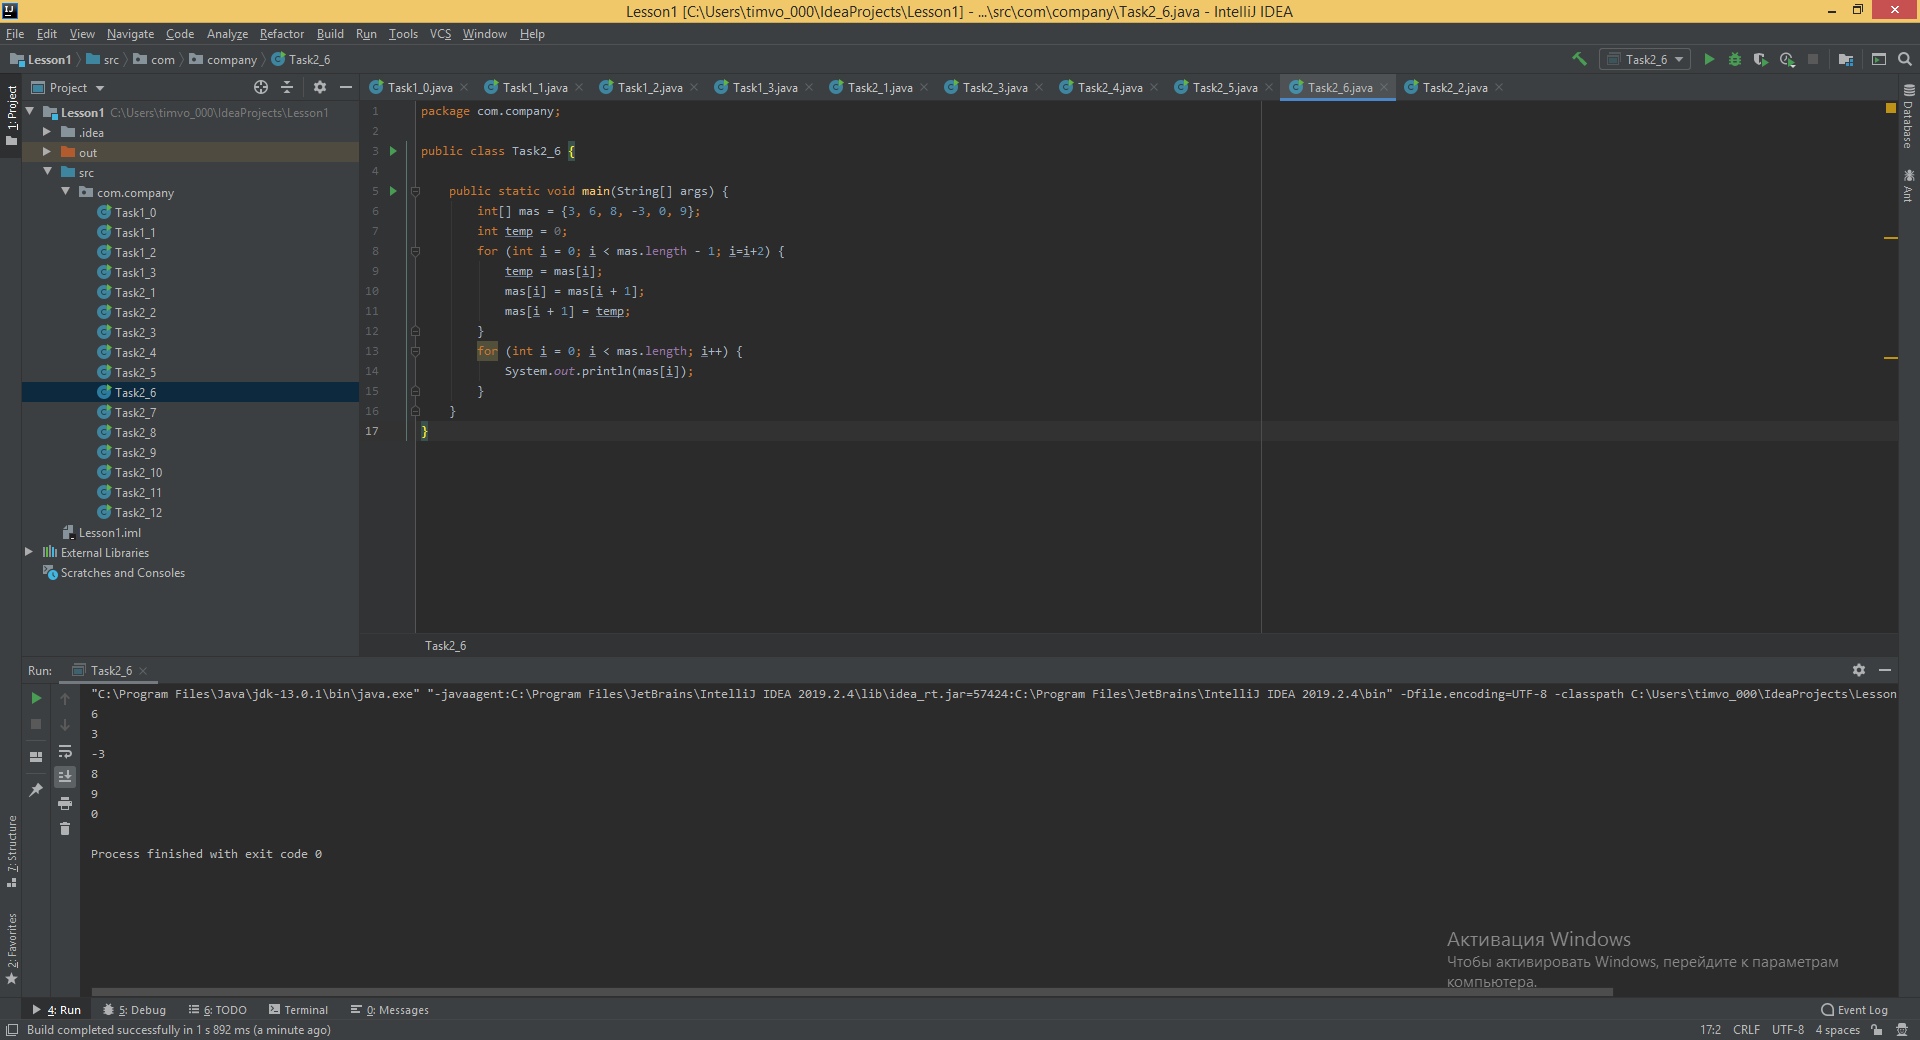 Lesson1 [C:\Users\timvo_000\IdeaProjects\Lesson1] - ...\src\com\company\Task2_6.java - IntelliJ IDEA
File Edit View Navigate Code Analyze Refactor Build Run Tools VCS Window Help
Lesson1 src com company Task2_6
Task2_6
1: Project
Project
Task1_0.java Task1_1.java Task1_2.java Task1_3.java Task2_1.java Task2_3.java Task2_4.java Task2_5.java Task2_6.java Task2_2.java
Lesson1 C:\Users\timvo_000\IdeaProjects\Lesson1
.idea
out
src
com.company
Task1_0
Task1_1
Task1_2
Task1_3
Task2_1
Task2_2
Task2_3
Task2_4
Task2_5
Task2_6
Task2_7
Task2_8
Task2_9
Task2_10
Task2_11
Task2_12
Lesson1.iml
External Libraries
Scratches and Consoles
1 package com.company;
2
3 public class Task2_6 {
4
5 public static void main(String[] args) {
6 int[] mas = {3, 6, 8, -3, 0, 9};
7 int temp = 0;
8 for (int i = 0; i < mas.length - 1; i=i+2) {
9 temp = mas[i];
10 mas[i] = mas[i + 1];
11 mas[i + 1] = temp;
12 }
13 for (int i = 0; i < mas.length; i++) {
14 System.out.println(mas[i]);
15 }
16 }
17 }
Task2_6
Database
Ant
Run: Task2_6
"C:\Program Files\Java\jdk-13.0.1\bin\java.exe" "-javaagent:C:\Program Files\JetBrains\IntelliJ IDEA 2019.2.4\lib\idea_rt.jar=57424:C:\Program Files\JetBrains\IntelliJ IDEA 2019.2.4\bin" -Dfile.encoding=UTF-8 -classpath C:\Users\timvo_000\IdeaProjects\Lesson
6
3
-3
8
9
0
Process finished with exit code 0
7: Structure
2: Favorites
Активация Windows
Чтобы активировать Windows, перейдите к параметрам
компьютера.
4: Run 5: Debug 6: TODO Terminal 0: Messages Event Log
Build completed successfully in 1 s 892 ms (a minute ago) 17:2 CRLF UTF-8 4 spaces